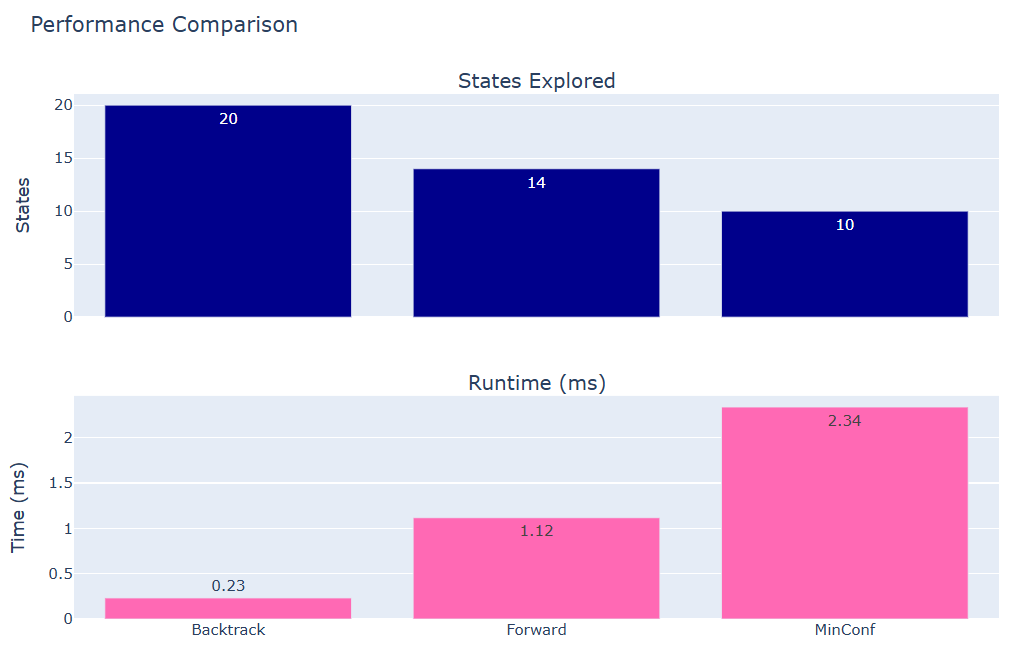 Performance Comparison
States Explored
States
20
15
10
5
0
20
14
10
Runtime (ms)
Time (ms)
2
1.5
1
0.5
0
0.23
1.12
2.34
Backtrack
Forward
MinConf